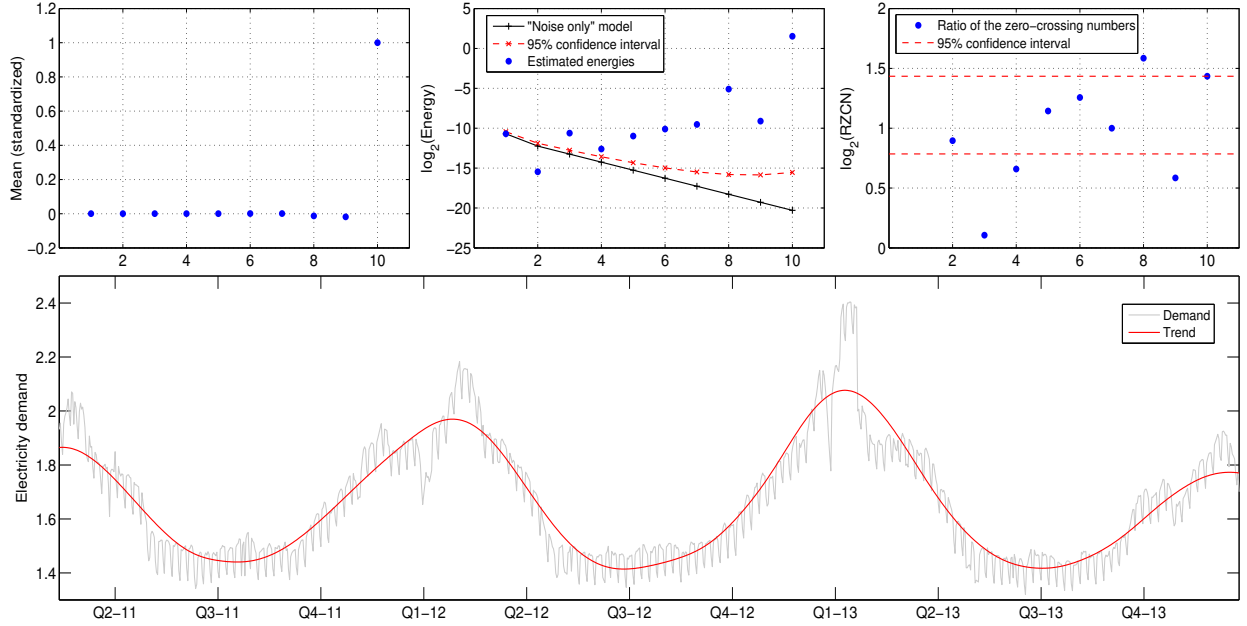 Mean (standardized)
1.2
1
0.8
0.6
0.4
0.2
0
−0.2
2 4 6 8 10
log2(Energy)
5
0
−5
−10
−15
−20
−25
2 4 6 8 10
"Noise only" model
95% confidence interval
Estimated energies
log2(RZCN)
2
1.5
1
0.5
0
2 4 6 8 10
Ratio of the zero−crossing numbers
95% confidence interval
Electricity demand
2.4
2.2
2
1.8
1.6
1.4
Q2−11 Q3−11 Q4−11 Q1−12 Q2−12 Q3−12 Q4−12 Q1−13 Q2−13 Q3−13 Q4−13
Demand
Trend